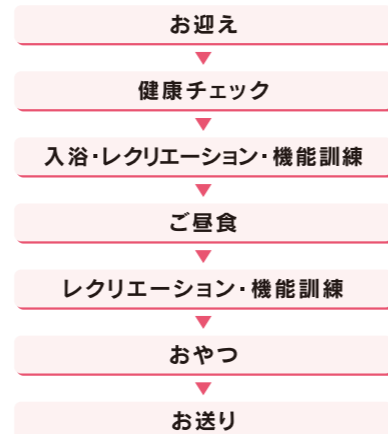 お迎え
健康チェック
入浴･レクリエーション･機能訓練
ご昼食
レクリエーション･機能訓練
おやつ
お送り